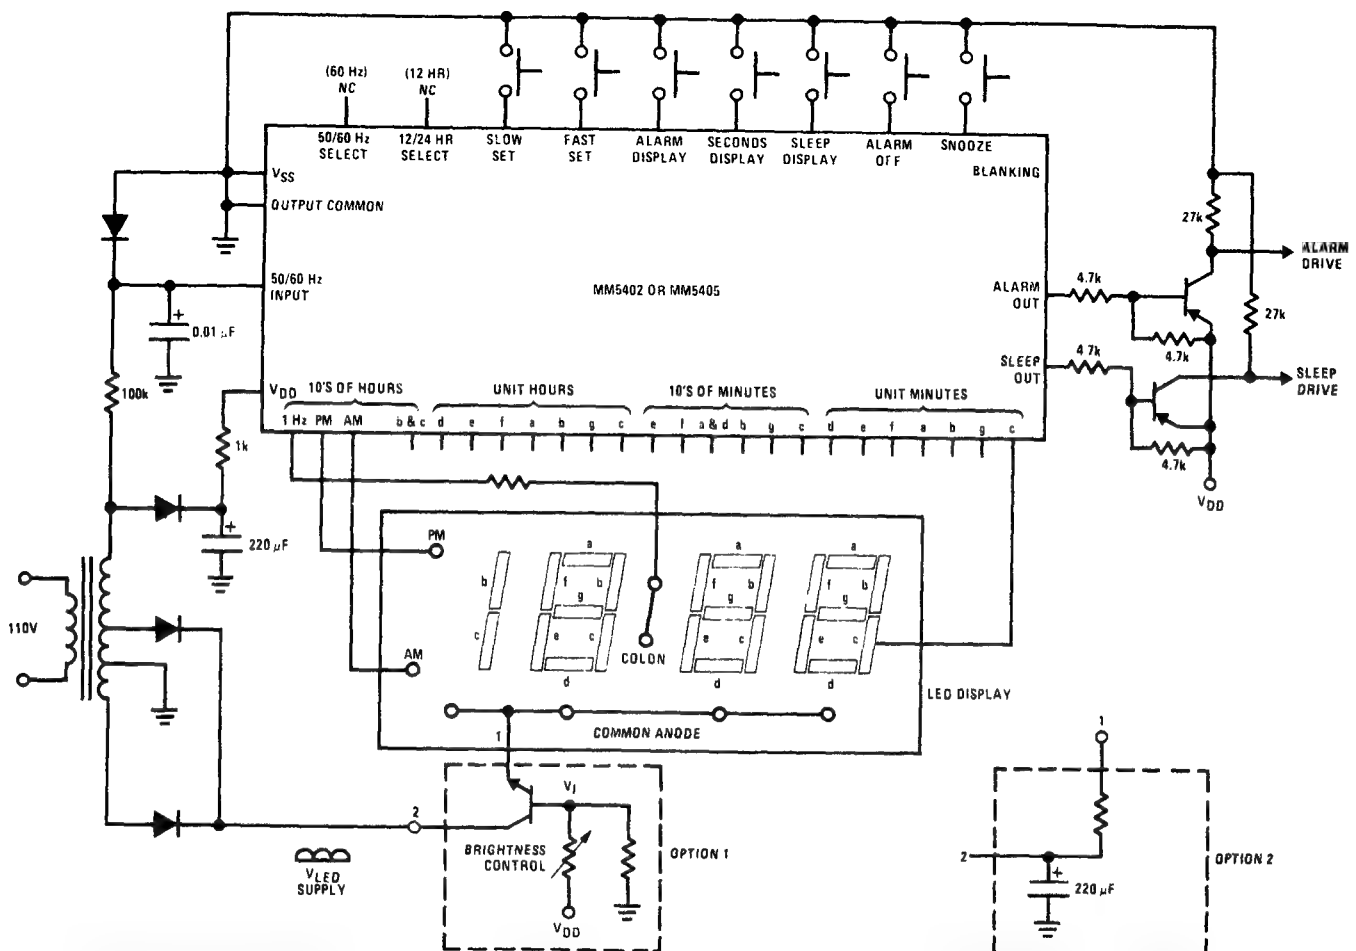 (60 Hz)
NC
(12 HR)
NC
50/60 Hz
SELECT
12/24 HR
SELECT
SLOW
SET
FAST
SET
ALARM
DISPLAY
SECONDS
DISPLAY
SLEEP
DISPLAY
ALARM
OFF
SNOOZE
VSS
BLANKING
OUTPUT COMMON
27k
ALARM
DRIVE
50/60 Hz
INPUT
MM5402 OR MM5405
ALARM
OUT
4.7k
27k
+
0.01 μF
4.7k
SLEEP
OUT
4.7k
SLEEP
DRIVE
100k
VDD
10'S OF HOURS
UNIT HOURS
10'S OF MINUTES
UNIT MINUTES
1 Hz PM AM b & c d e f a b g c e f a & d b g c d e f a b g c
4.7k
1k
VDD
+
220 μF
PM
a
a
a
b
f b
f b
f b
g
g
g
110V
c
e c
e c
e c
AM
COLON
d
d
d
LED DISPLAY
COMMON ANODE
1
1
2
V1
BRIGHTNESS
CONTROL
OPTION 1
VLED
SUPPLY
VDD
2
OPTION 2
+
220 μF